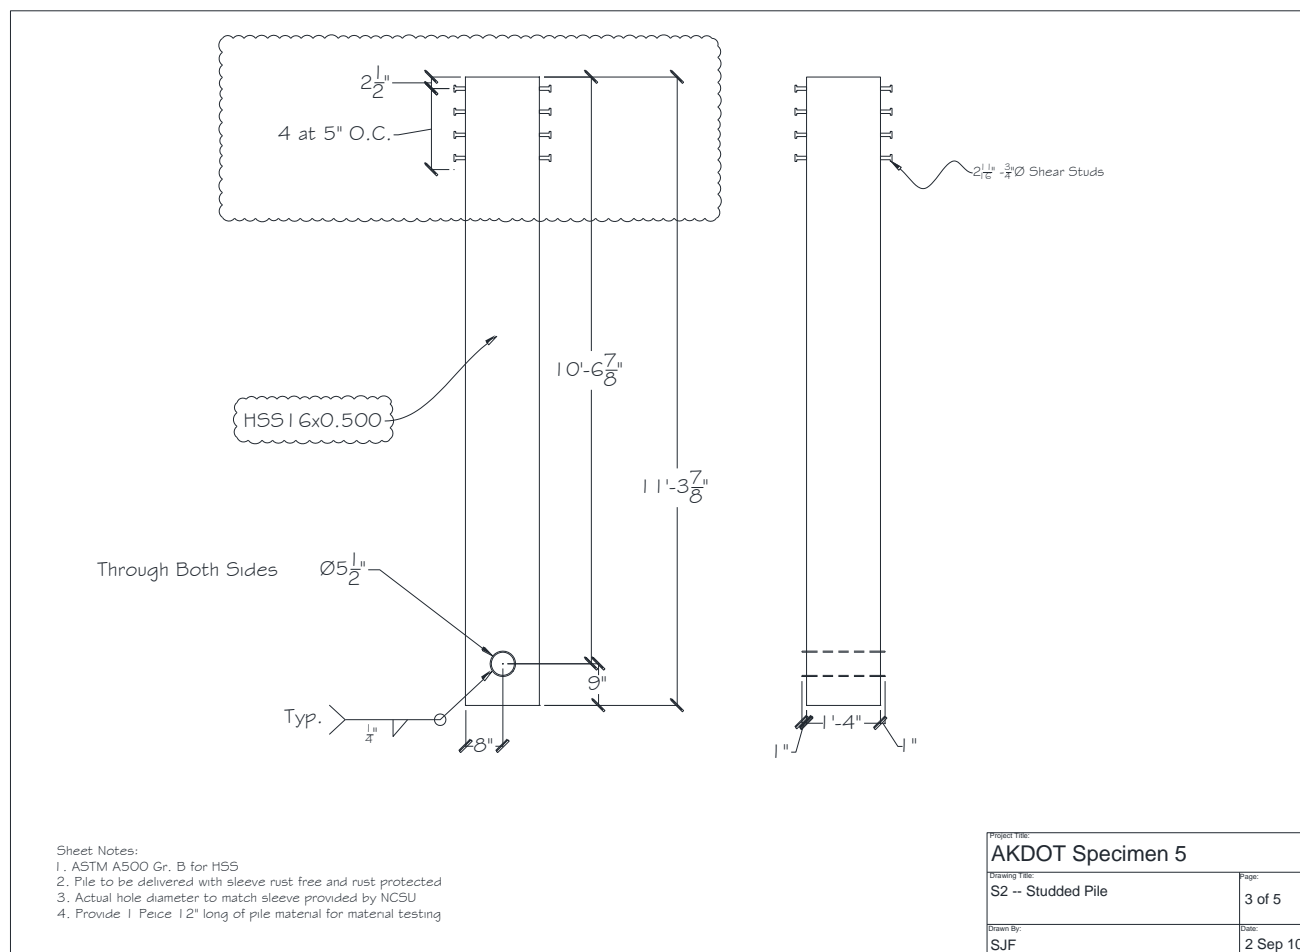 2 1/2"
4 at 5" O.C.
2 11/16" - 3/4"Ø Shear Studs
10'-6 7/8"
HSS16x0.500
11'-3 7/8"
Through Both Sides
Ø5 1/2"
9"
Typ.
1/4"
8"
1'-4"
1"
1"
Sheet Notes:
1. ASTM A500 Gr. B for HSS
2. Pile to be delivered with sleeve rust free and rust protected
3. Actual hole diameter to match sleeve provided by NCSU
4. Provide 1 Peice 12" long of pile material for material testing
Project Title:
AKDOT Specimen 5
Drawing Title:
S2 -- Studded Pile
Page:
3 of 5
Drawn By:
SJF
Date:
2 Sep 10